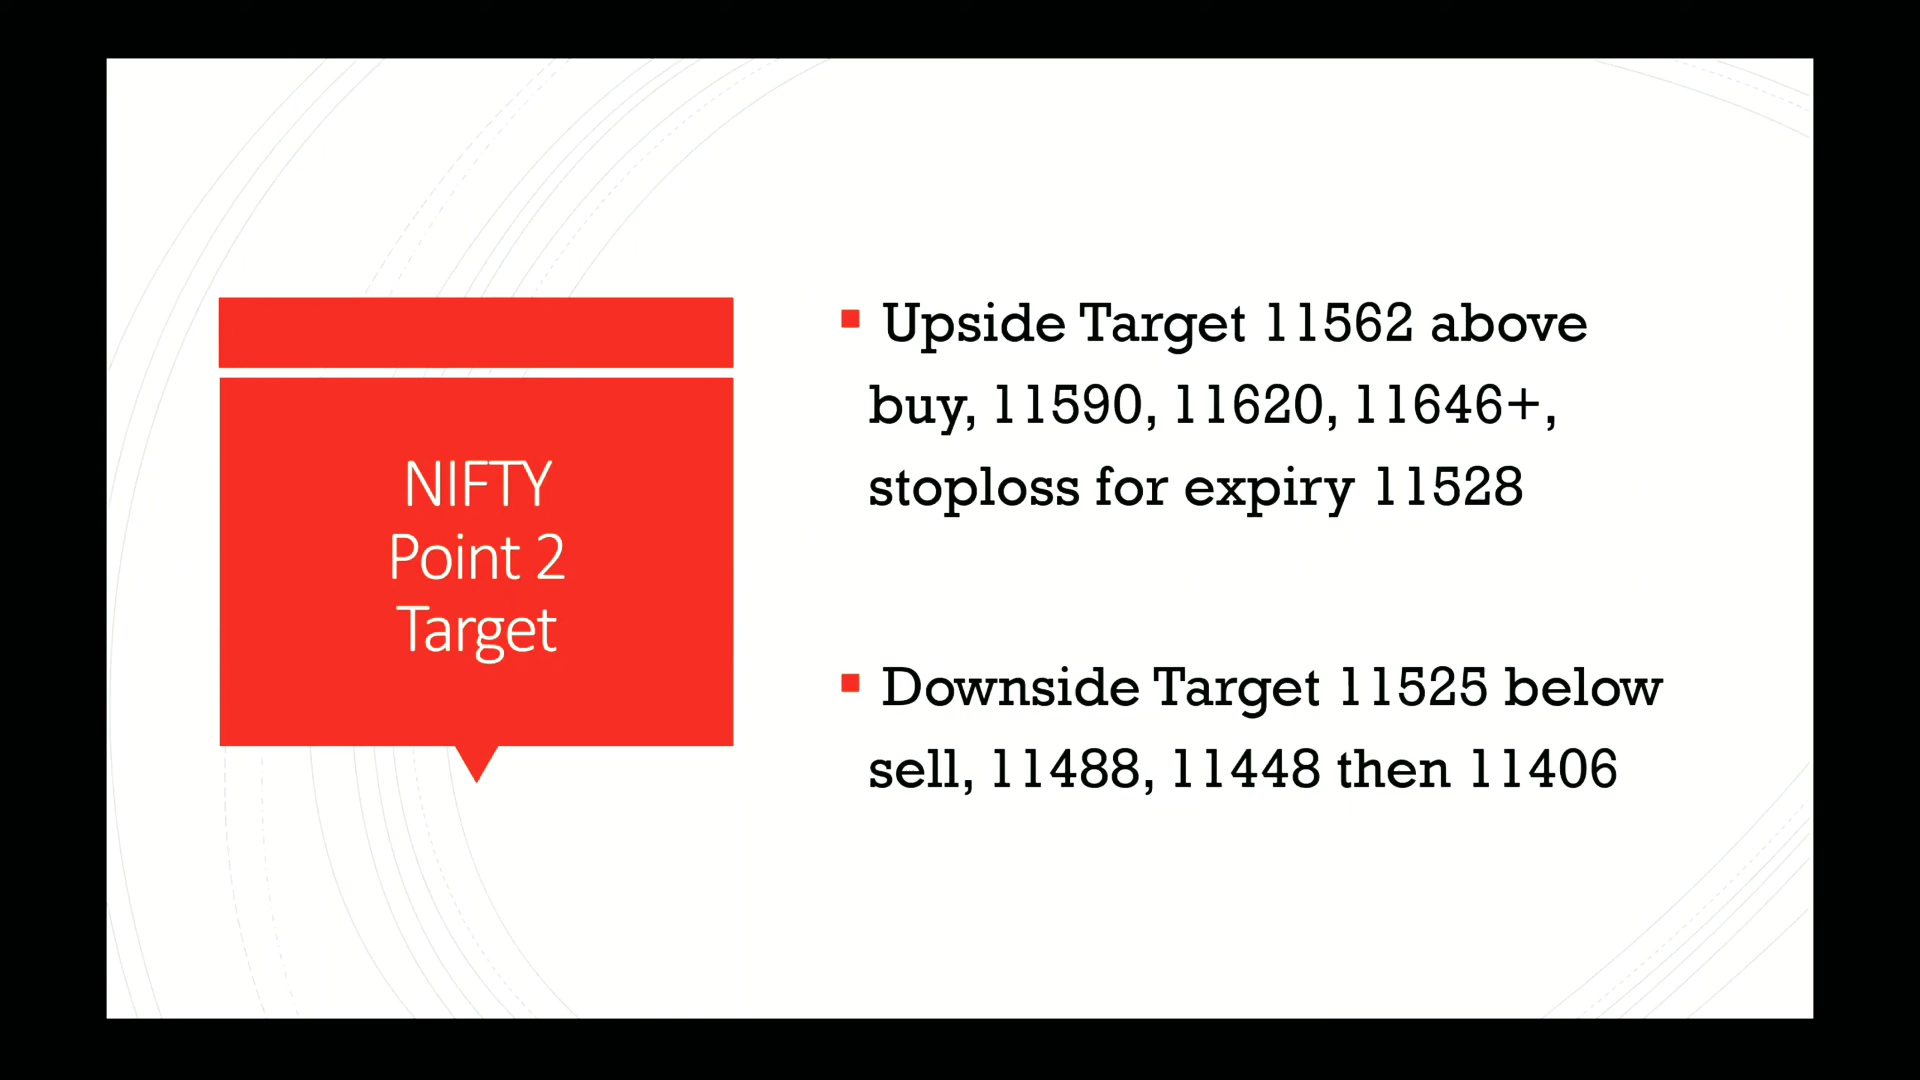 NIFTY
Point 2
Target
Upside Target 11562 above
buy, 11590, 11620, 11646+,
stoploss for expiry 11528
Downside Target 11525 below
sell, 11488, 11448 then 11406